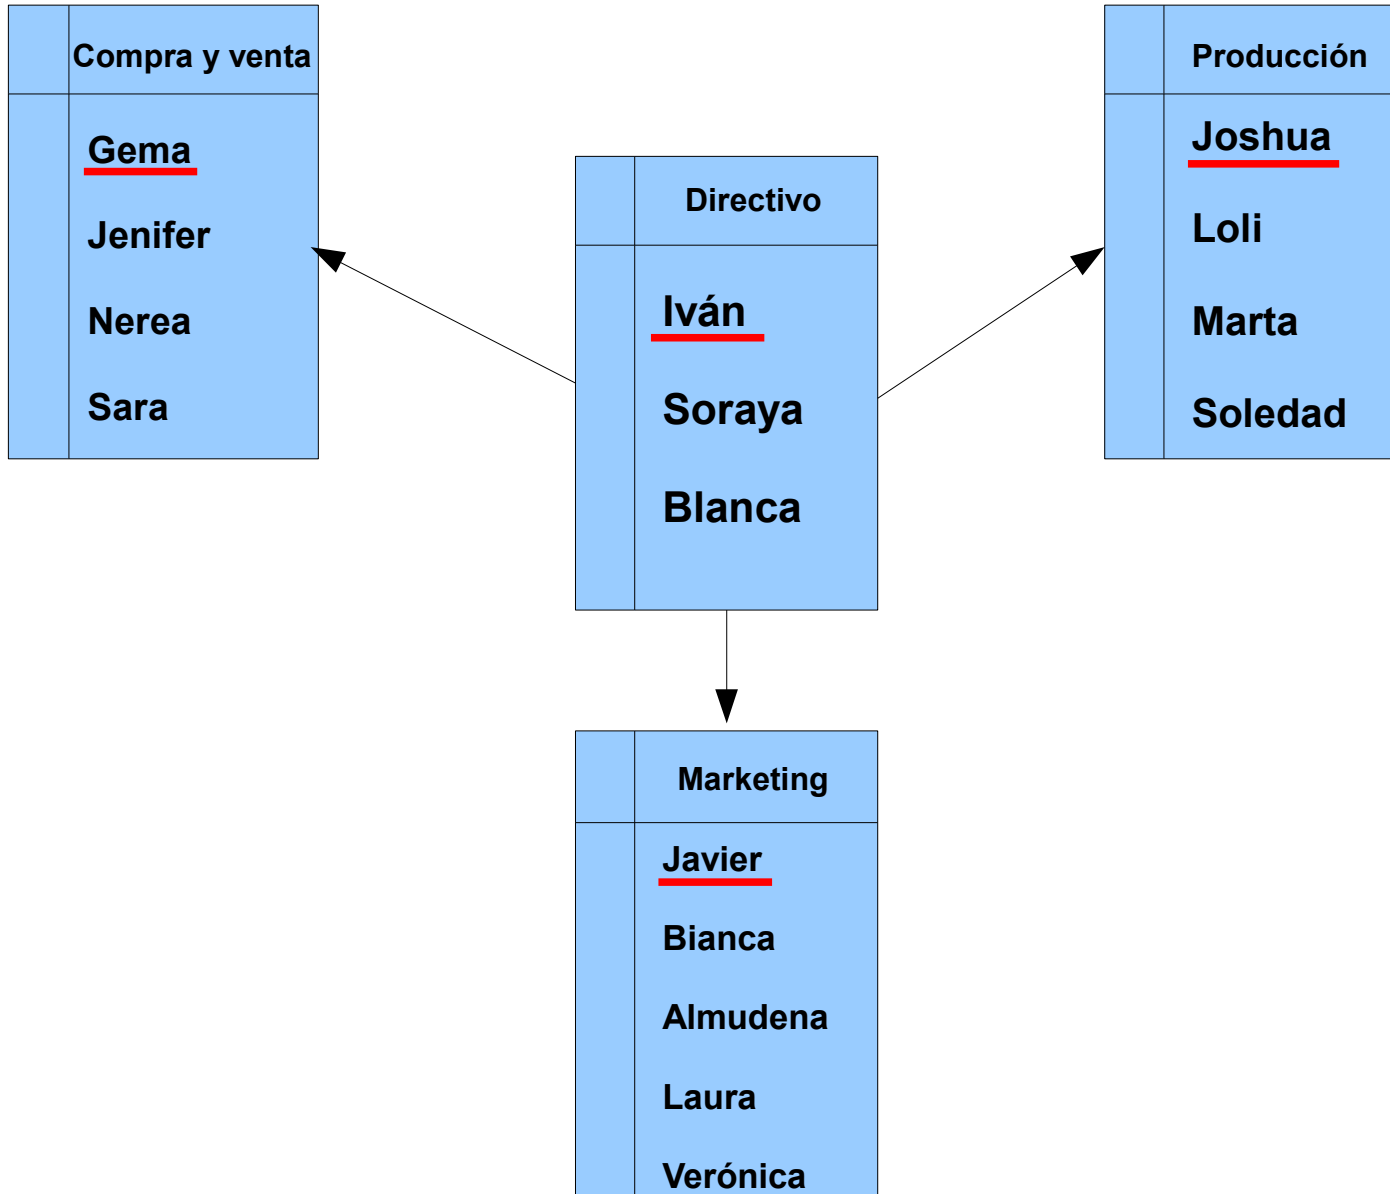 Compra y venta
Gema
Jenifer
Nerea
Sara
Directivo
Iván
Soraya
Blanca
Producción
Joshua
Loli
Marta
Soledad
Marketing
Javier
Bianca
Almudena
Laura
Verónica